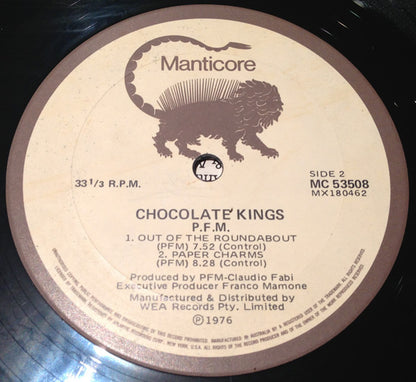 Manticore
33 1/3 R.P.M.
SIDE 2
MC 53508
MX180462
CHOCOLATE KINGS
P.F.M.
1. OUT OF THE ROUNDABOUT
(PFM) 7.52 (Control)
2. PAPER CHARMS
(PFM) 8.28 (Control)
Produced by PFM-Claudio Fabi
Executive Producer Franco Mamone
Manufactured & Distributed by
WEA Records Pty. Limited
Ⓟ 1976